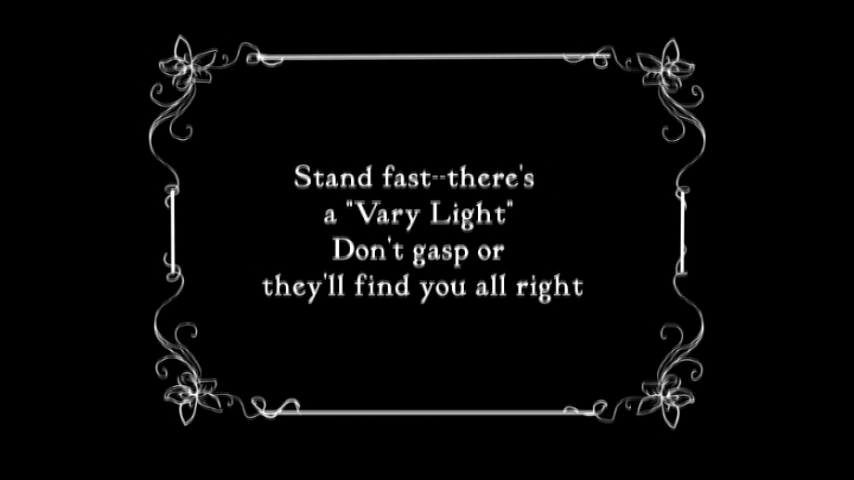 Stand fast--there's
a "Vary Light"
Don't gasp or
they'll find you all right